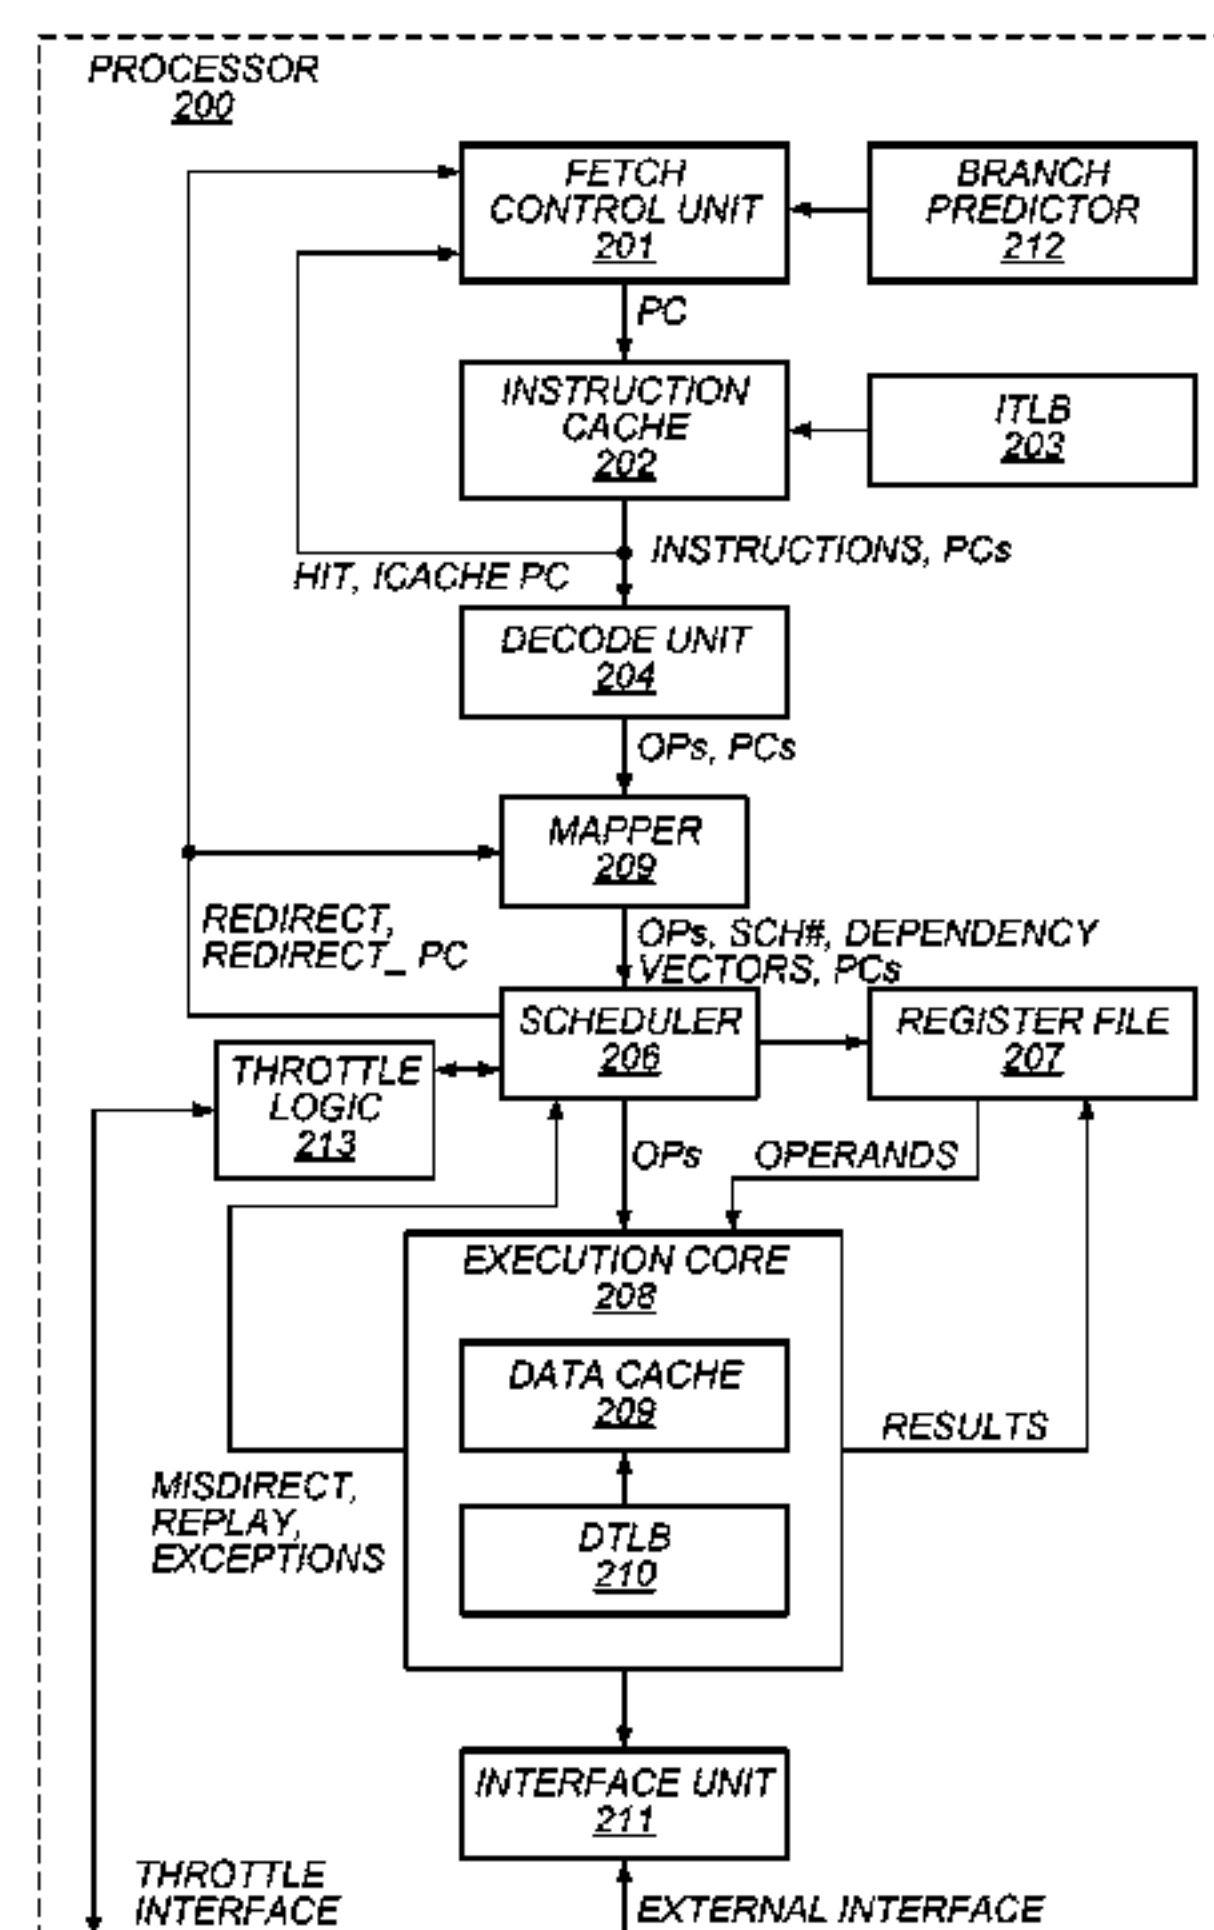 PROCESSOR
200
FETCH
CONTROL UNIT
201
BRANCH
PREDICTOR
212
PC
INSTRUCTION
CACHE
202
ITLB
203
INSTRUCTIONS, PCs
HIT, ICACHE PC
DECODE UNIT
204
OPs, PCs
MAPPER
209
REDIRECT,
REDIRECT_ PC
OPs, SCH#, DEPENDENCY
VECTORS, PCs
SCHEDULER
206
REGISTER FILE
207
THROTTLE
LOGIC
213
OPs
OPERANDS
EXECUTION CORE
208
DATA CACHE
209
RESULTS
MISDIRECT,
REPLAY,
EXCEPTIONS
DTLB
210
INTERFACE UNIT
211
THROTTLE
INTERFACE
EXTERNAL INTERFACE